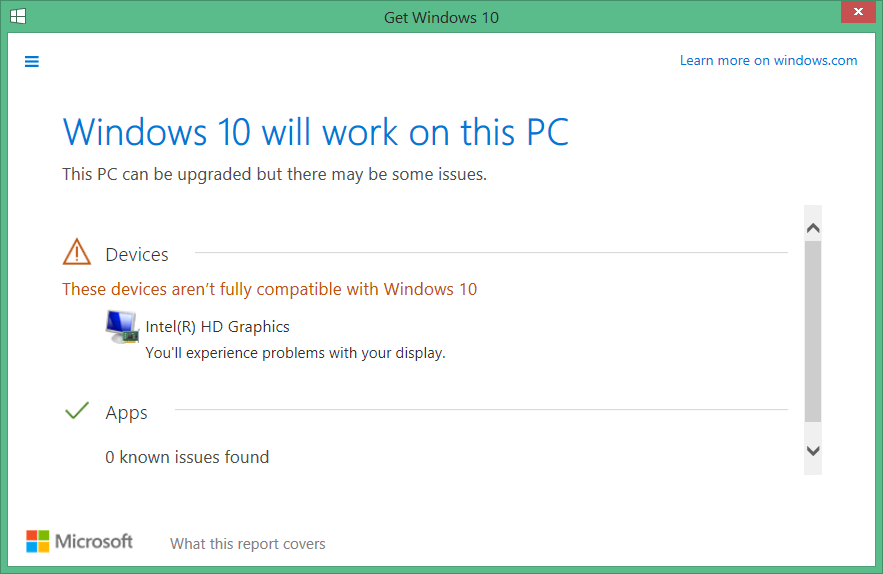 Get Windows 10
Learn more on windows.com
Windows 10 will work on this PC
This PC can be upgraded but there may be some issues.
Devices
These devices aren't fully compatible with Windows 10
Intel(R) HD Graphics
You'll experience problems with your display.
Apps
0 known issues found
Microsoft
What this report covers